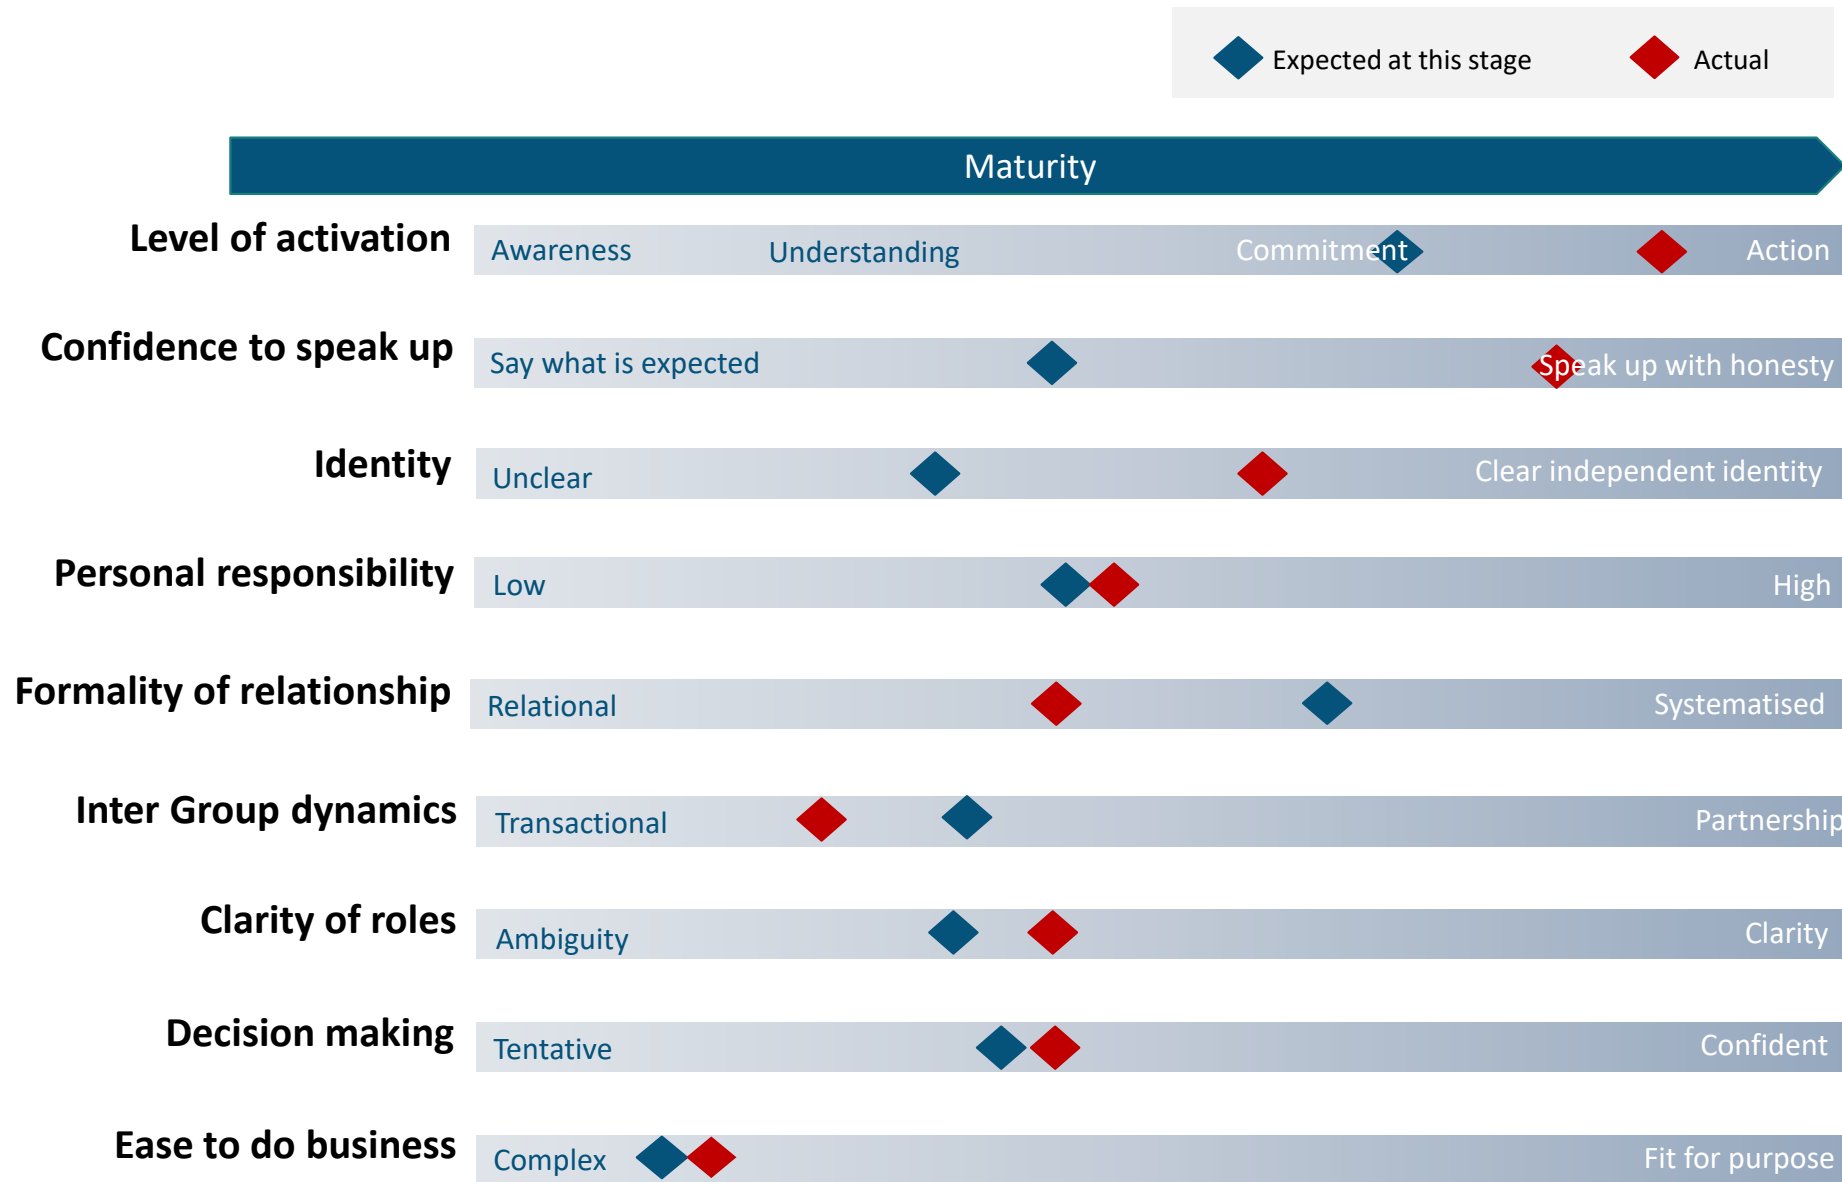 Expected at this stage
Actual
Maturity
Level of activation
Awareness
Understanding
Commitment
Action
Confidence to speak up
Say what is expected
Speak up with honesty
Identity
Unclear
Clear independent identity
Personal responsibility
Low
High
Formality of relationship
Relational
Systematised
Inter Group dynamics
Transactional
Partnership
Clarity of roles
Ambiguity
Clarity
Decision making
Tentative
Confident
Ease to do business
Complex
Fit for purpose